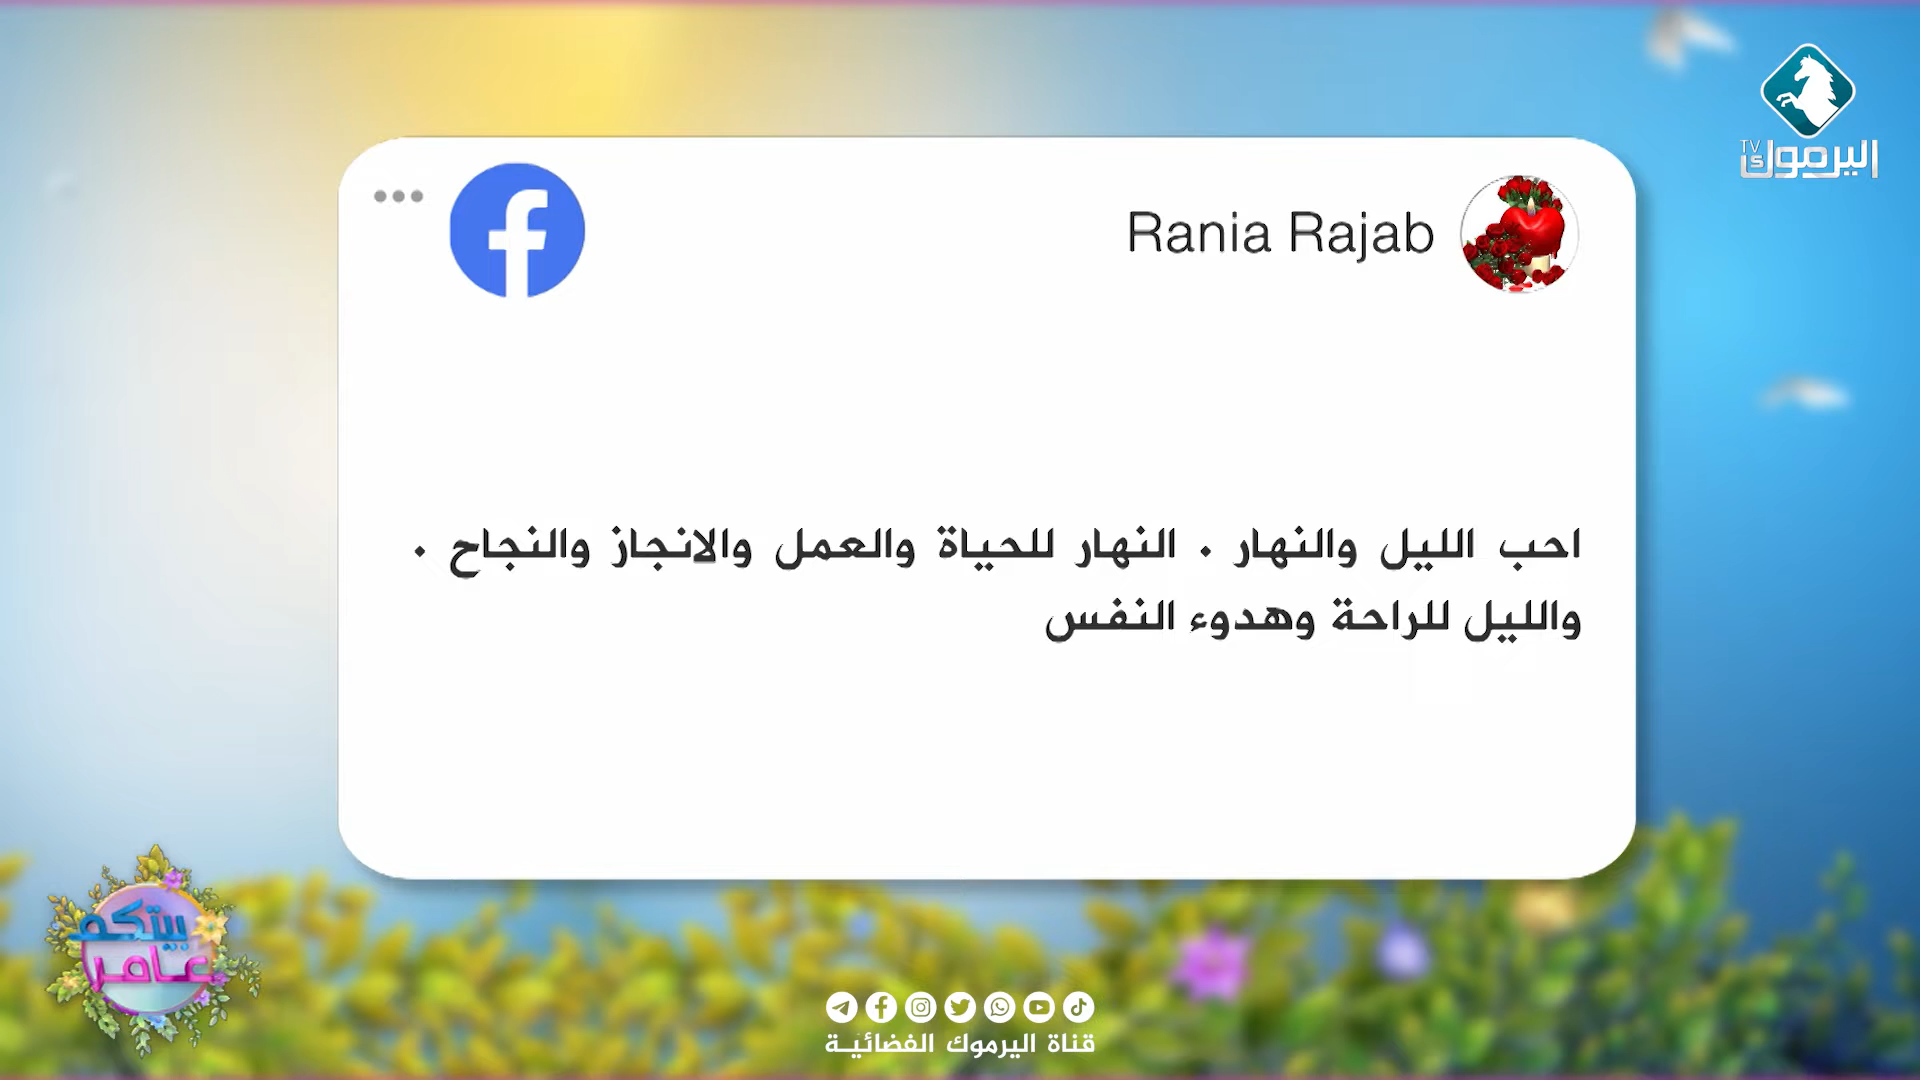 اليرموك TV
Rania Rajab
احب الليل والنهار . النهار للحياة والعمل والانجاز والنجاح .
والليل للراحة وهدوء النفس
بيتكم
عامر
قناة اليرموك الفضائيـة